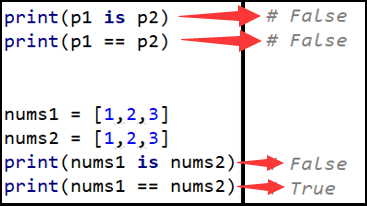 print(p1 is p2) # False
print(p1 == p2) # False
nums1 = [1,2,3]
nums2 = [1,2,3]
print(nums1 is nums2) # False
print(nums1 == nums2) # True